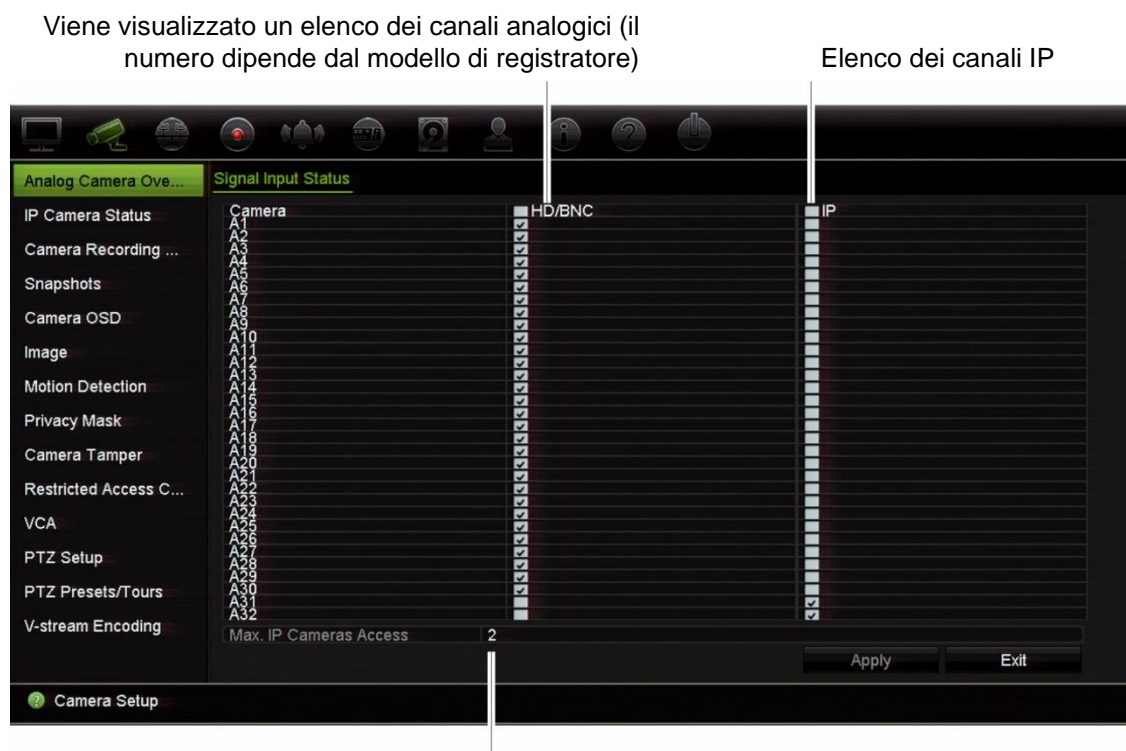 Viene visualizzato un elenco dei canali analogici (il
numero dipende dal modello di registratore)
Elenco dei canali IP
Analog Camera Ove...
Signal Input Status
IP Camera Status
Camera Recording ...
Snapshots
Camera OSD
Image
Motion Detection
Privacy Mask
Camera Tamper
Restricted Access C...
VCA
PTZ Setup
PTZ Presets/Tours
V-stream Encoding
Camera HD/BNC IP
A1
A2
A3
A4
A5
A6
A7
A8
A9
A10
A11
A12
A13
A14
A15
A16
A17
A18
A19
A20
A21
A22
A23
A24
A25
A26
A27
A28
A29
A30
A31
A32
Max. IP Cameras Access 2
Apply Exit
Camera Setup